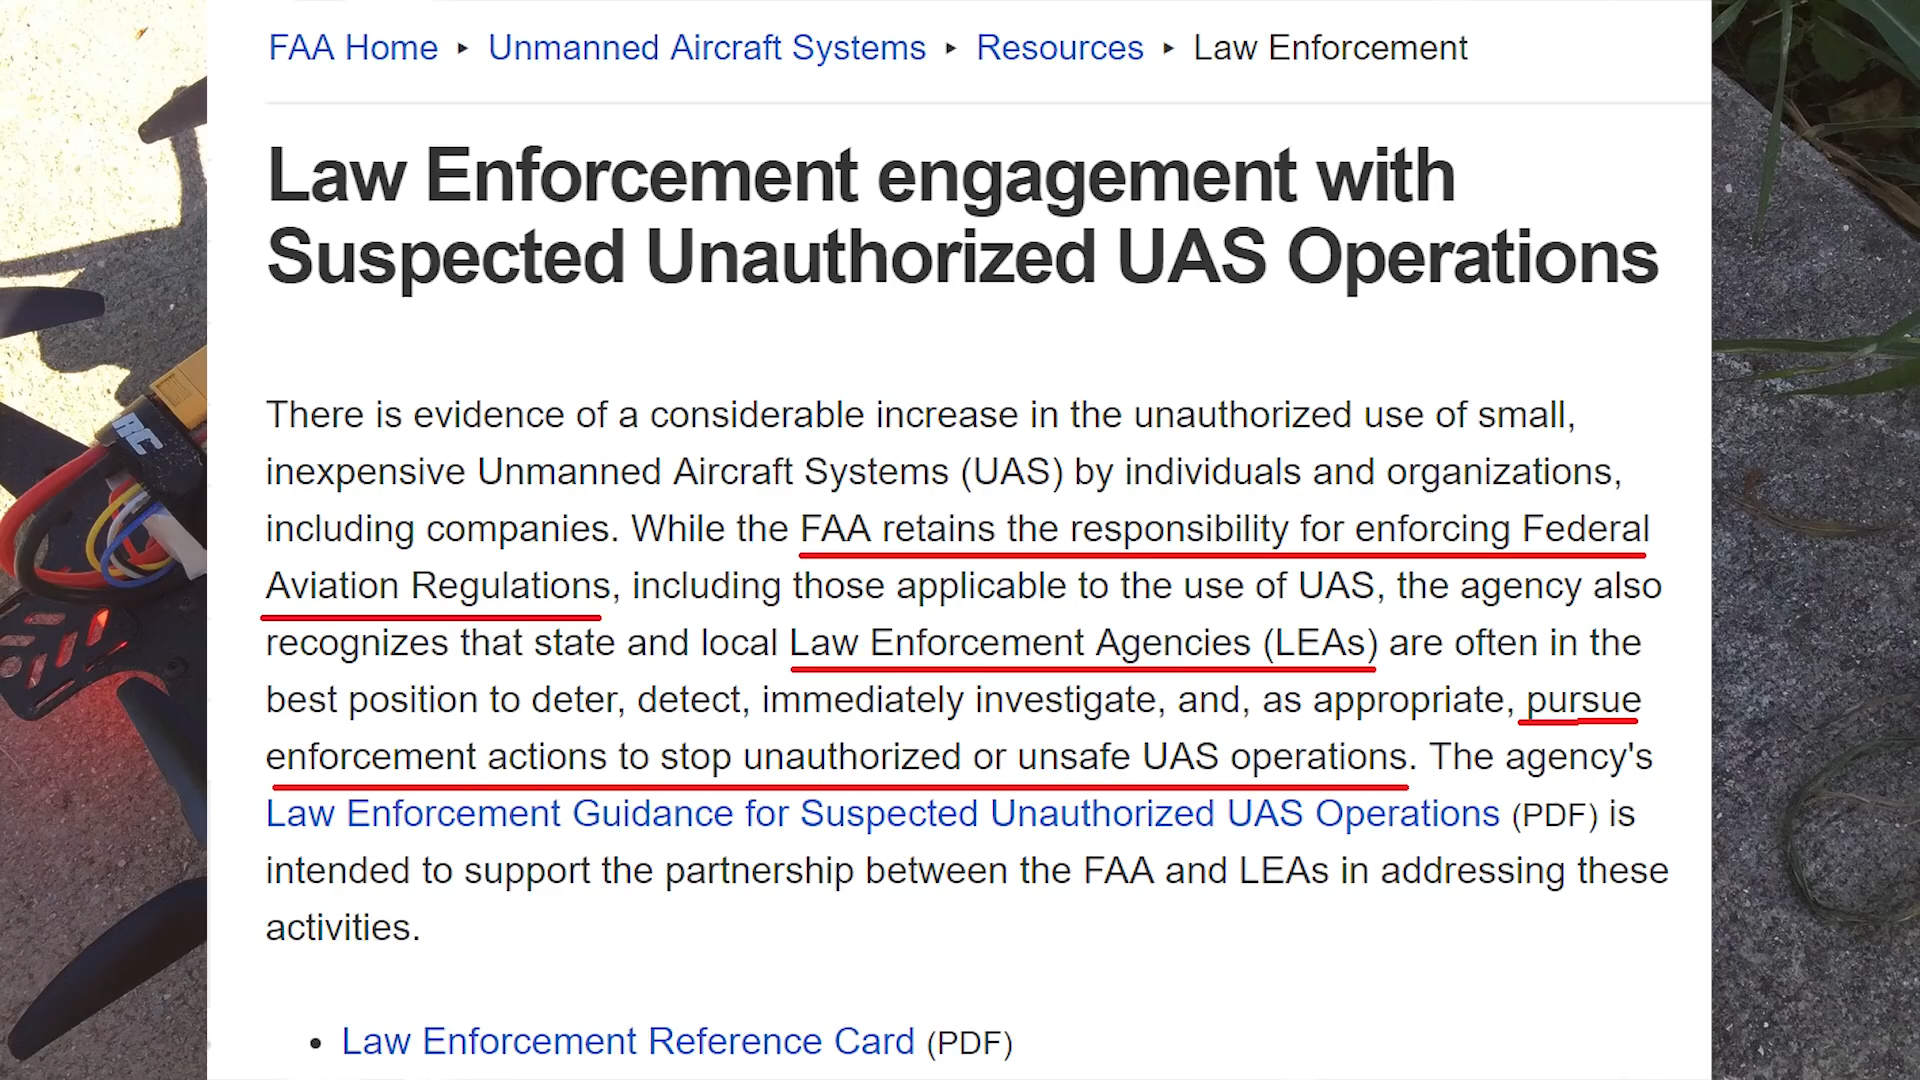 FAA Home ▸ Unmanned Aircraft Systems ▸ Resources ▸ Law Enforcement
Law Enforcement engagement with
Suspected Unauthorized UAS Operations
There is evidence of a considerable increase in the unauthorized use of small,
inexpensive Unmanned Aircraft Systems (UAS) by individuals and organizations,
including companies. While the FAA retains the responsibility for enforcing Federal
Aviation Regulations, including those applicable to the use of UAS, the agency also
recognizes that state and local Law Enforcement Agencies (LEAs) are often in the
best position to deter, detect, immediately investigate, and, as appropriate, pursue
enforcement actions to stop unauthorized or unsafe UAS operations. The agency's
Law Enforcement Guidance for Suspected Unauthorized UAS Operations (PDF) is
intended to support the partnership between the FAA and LEAs in addressing these
activities.
• Law Enforcement Reference Card (PDF)
RC